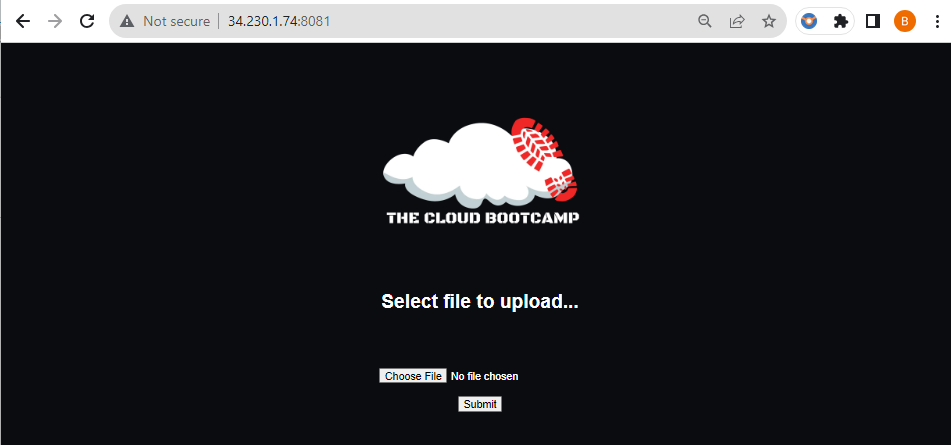 Not secure 34.230.1.74:8081
B
THE CLOUD BOOTCAMP
Select file to upload...
Choose File No file chosen
Submit